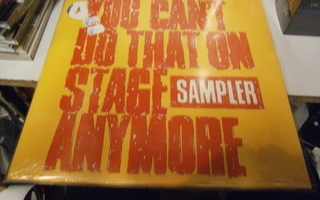 YOU CAN'T
DO THAT ON
STAGE SAMPLER
ANYMORE